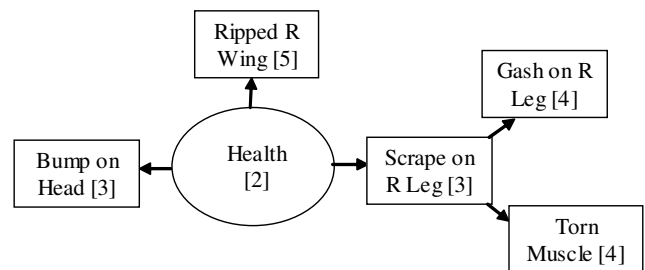 Ripped R
Wing [5]
Gash on R
Leg [4]
Bump on
Head [3]
Health
[2]
Scrape on
R Leg [3]
Torn
Muscle [4]